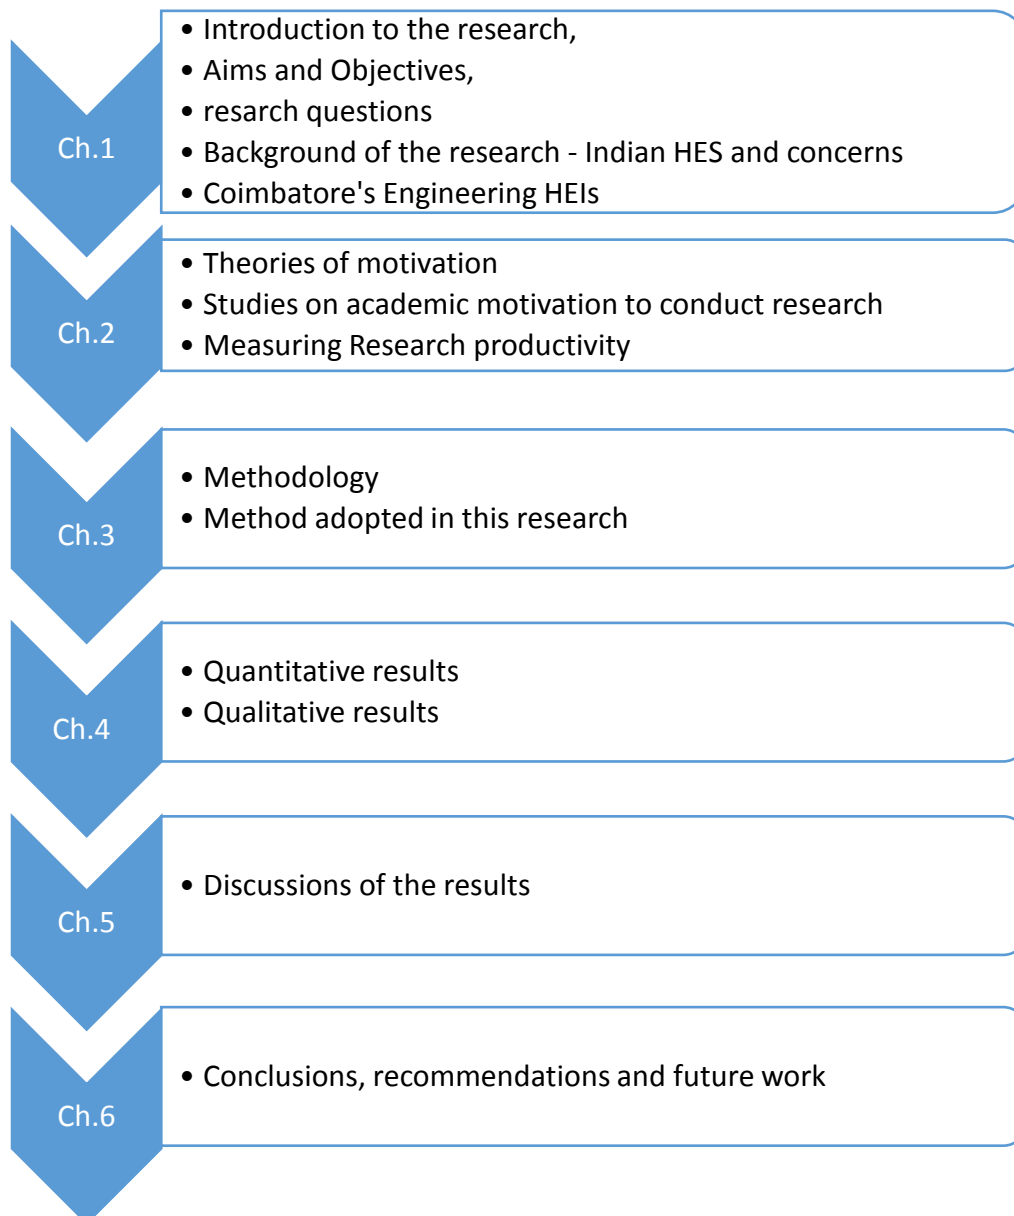 Ch.1
• Introduction to the research,
• Aims and Objectives,
• resarch questions
• Background of the research - Indian HES and concerns
• Coimbatore's Engineering HEIs
Ch.2
• Theories of motivation
• Studies on academic motivation to conduct research
• Measuring Research productivity
Ch.3
• Methodology
• Method adopted in this research
Ch.4
• Quantitative results
• Qualitative results
Ch.5
• Discussions of the results
Ch.6
• Conclusions, recommendations and future work